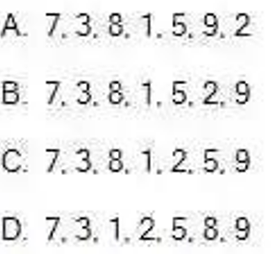 A. 7, 3, 8, 1, 5, 9, 2
B. 7, 3, 8, 1, 5, 2, 9
C. 7, 3, 8, 1, 2, 5, 9
D. 7, 3, 1, 2, 5, 8, 9